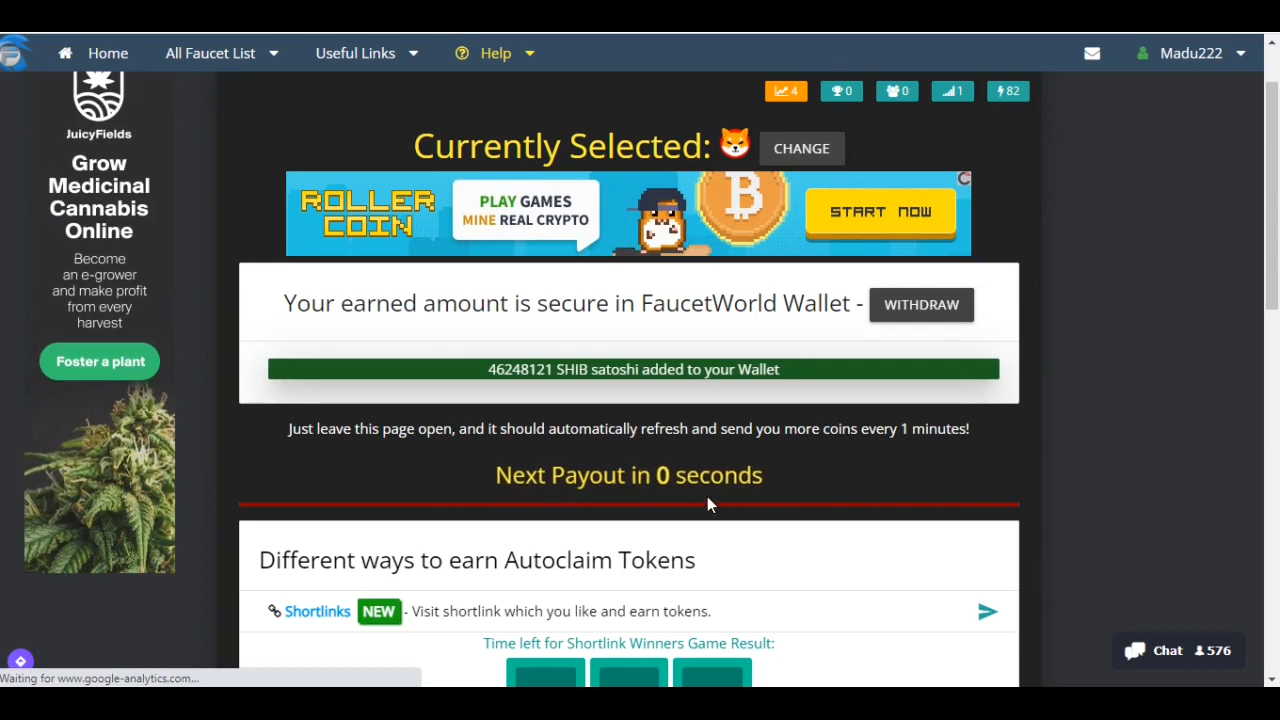 Home
All Faucet List
Useful Links
Help
Madu222
4
0
0
1
82
JuicyFields
Grow
Medicinal
Cannabis
Online
Become
an e-grower
and make profit
from every
harvest
Foster a plant
Currently Selected:
CHANGE
ROLLER
COIN
PLAY GAMES
MINE REAL CRYPTO
START NOW
Your earned amount is secure in FaucetWorld Wallet -
WITHDRAW
46248121 SHIB satoshi added to your Wallet
Just leave this page open, and it should automatically refresh and send you more coins every 1 minutes!
Next Payout in 0 seconds
Different ways to earn Autoclaim Tokens
Shortlinks NEW - Visit shortlink which you like and earn tokens.
Time left for Shortlink Winners Game Result:
Chat 576
Waiting for www.google-analytics.com...